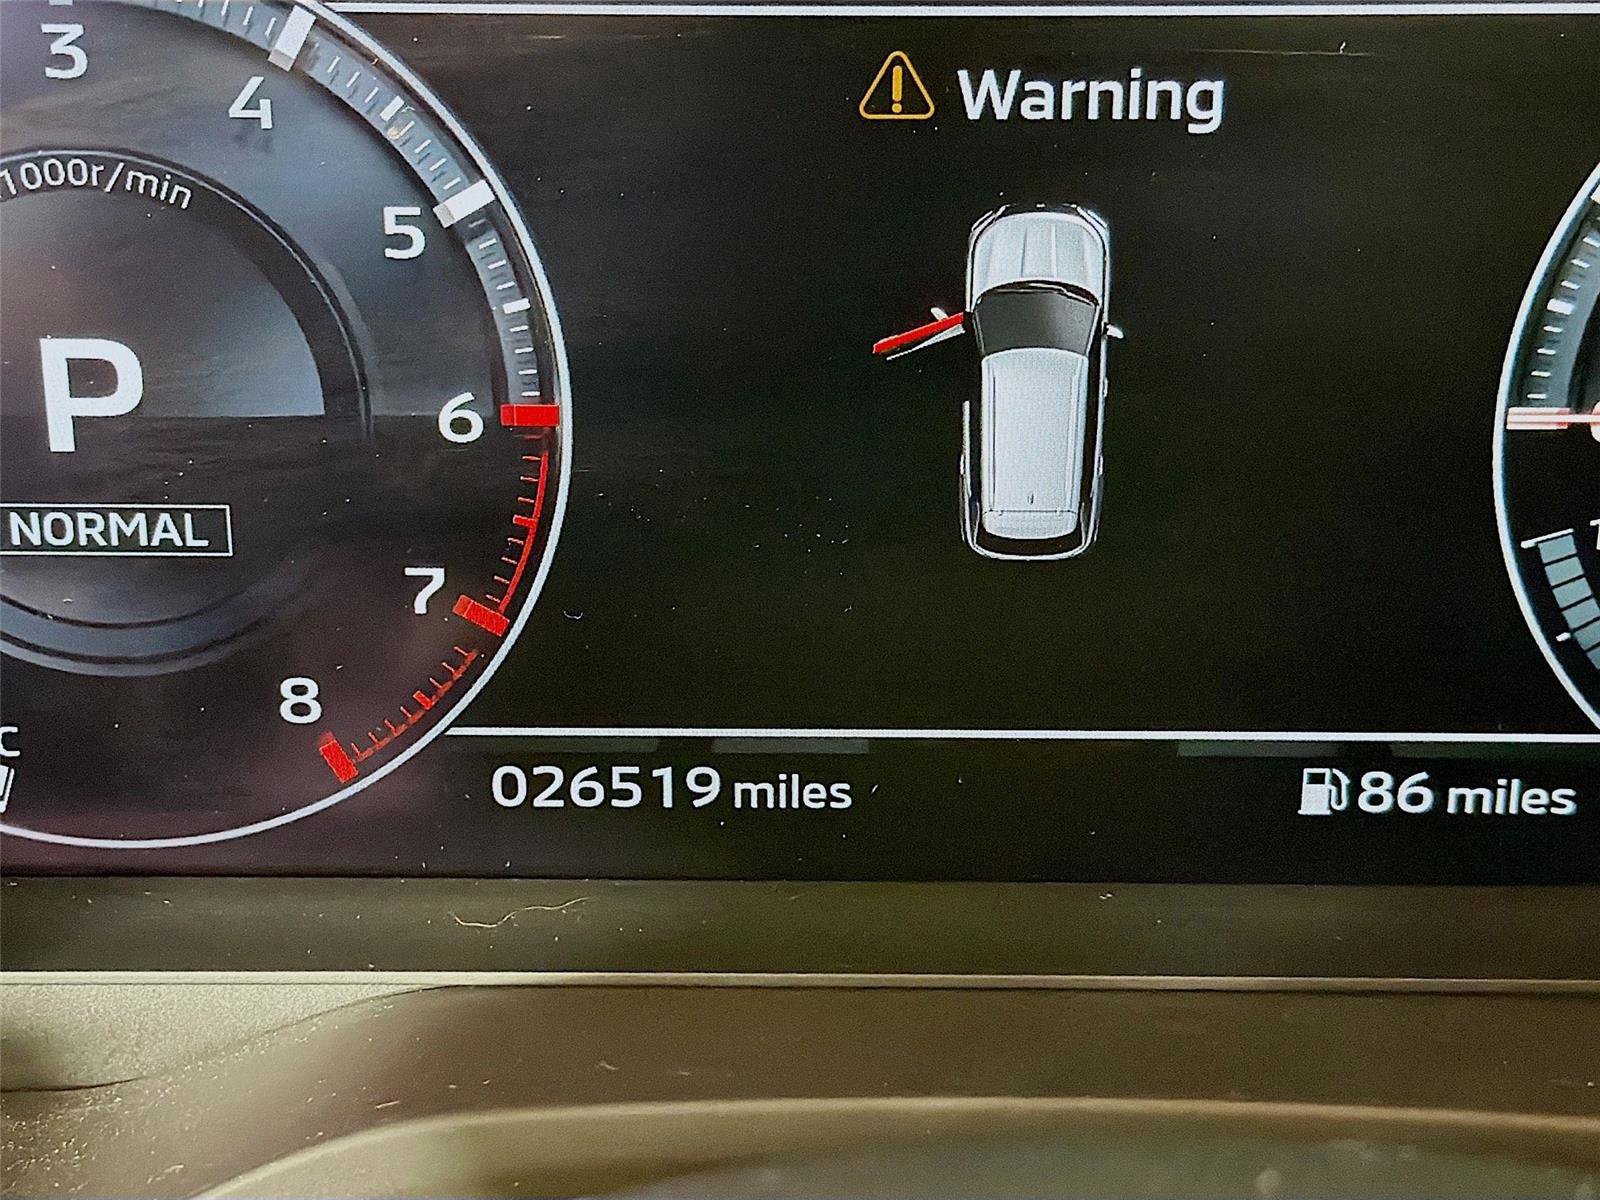 3
4
1000r/min
5
P
6
NORMAL
7
8
C
Warning
026519 miles
86 miles